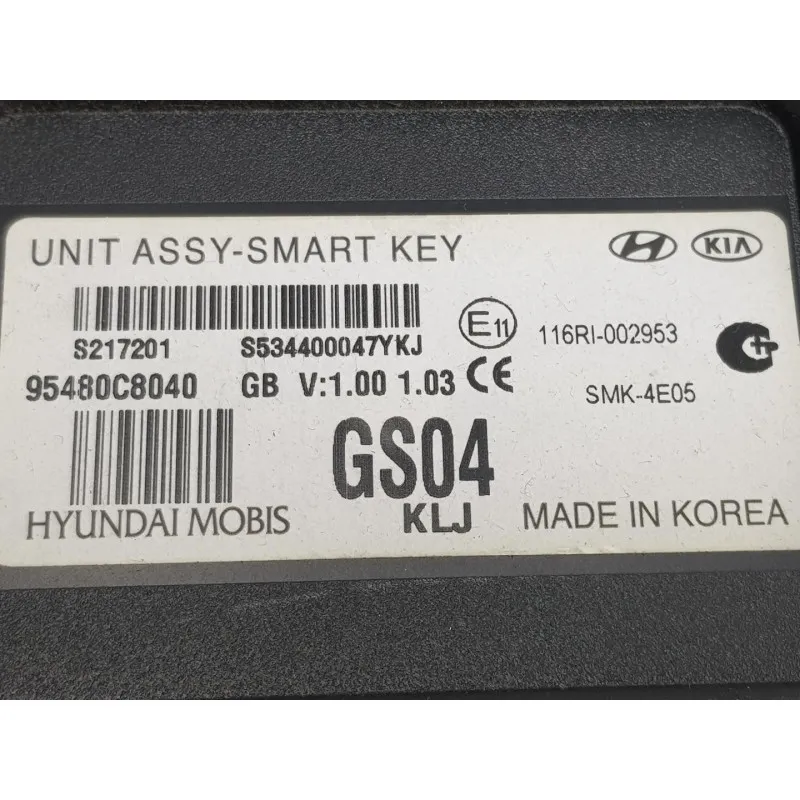 UNIT ASSY-SMART KEY
KIA
S217201 S534400047YKJ
E11 116RI-002953
95480C8040 GB V:1.00 1.03 CE
SMK-4E05
GS04
HYUNDAI MOBIS KLJ MADE IN KOREA